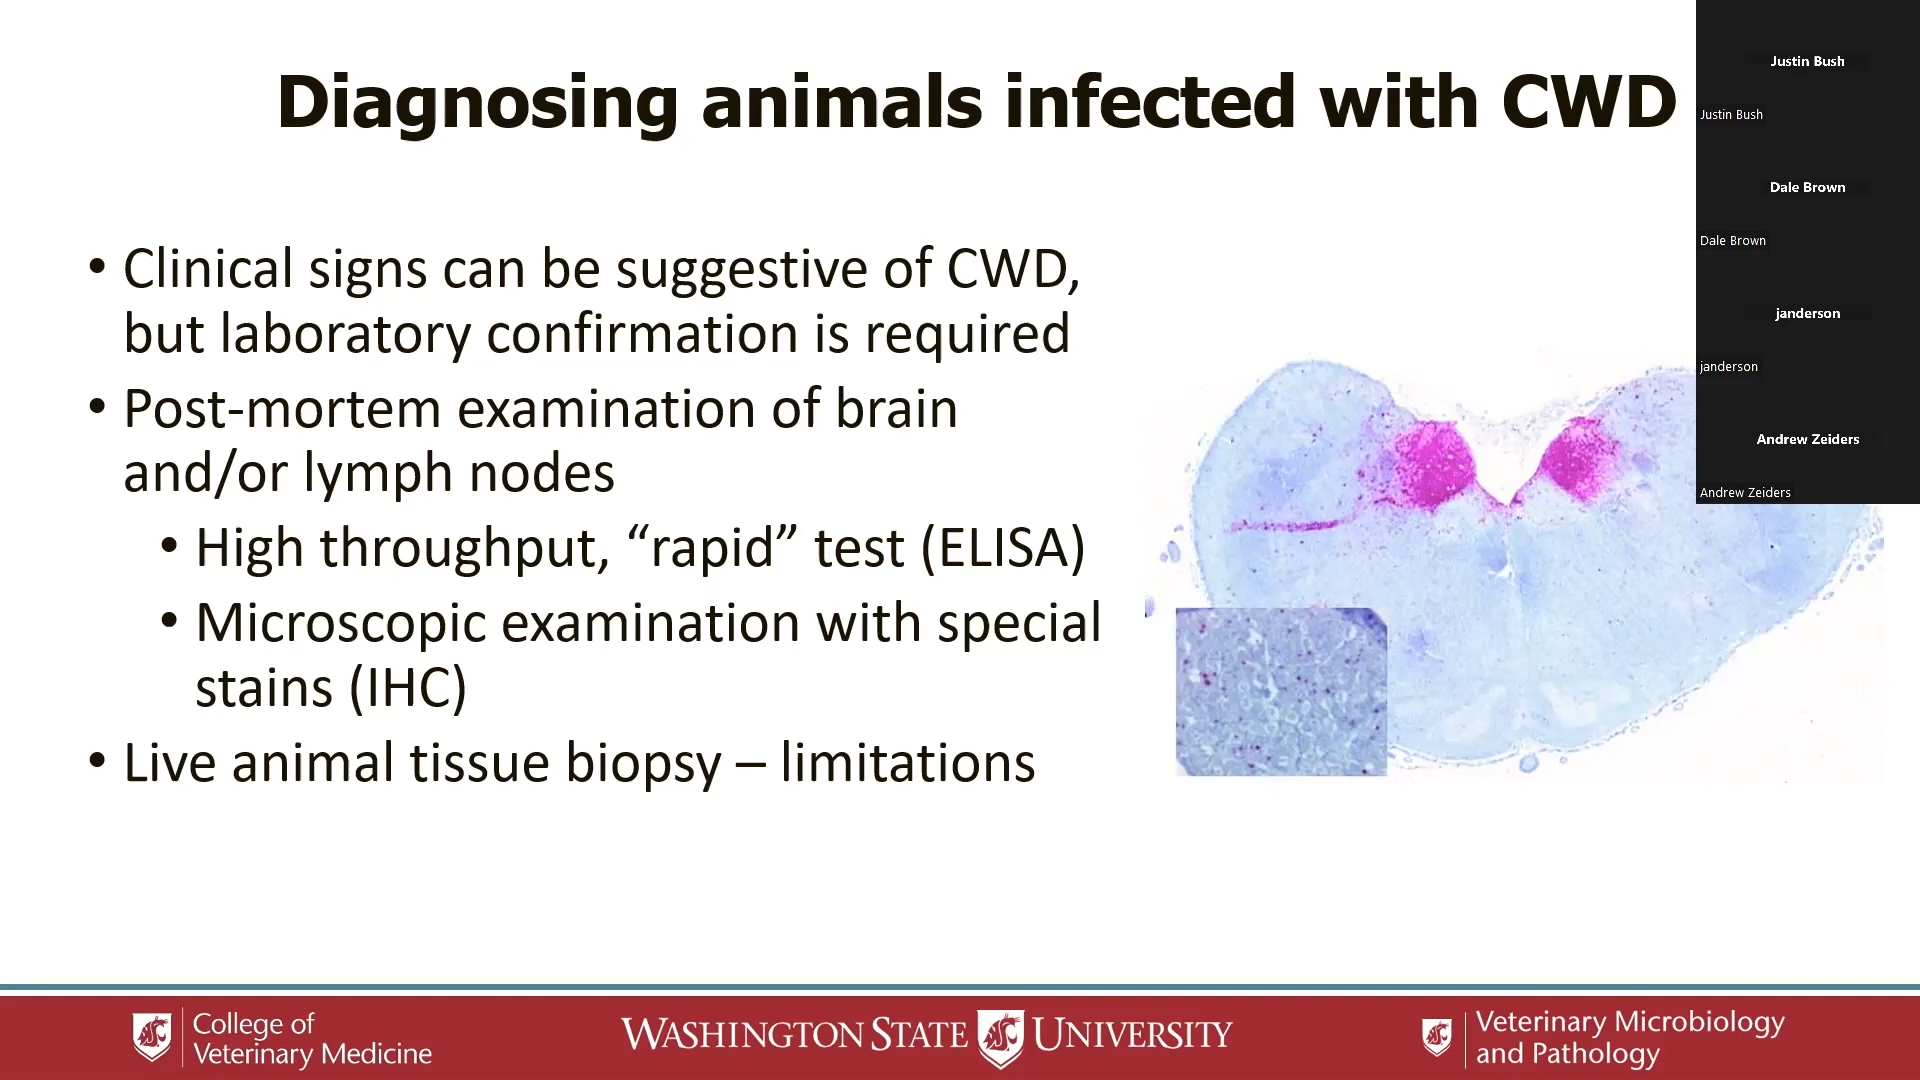 Diagnosing animals infected with CWD
• Clinical signs can be suggestive of CWD,
but laboratory confirmation is required
• Post-mortem examination of brain
and/or lymph nodes
• High throughput, “rapid” test (ELISA)
• Microscopic examination with special
stains (IHC)
• Live animal tissue biopsy – limitations
Justin Bush
Justin Bush
Dale Brown
Dale Brown
janderson
janderson
Andrew Zeiders
Andrew Zeiders
College of
Veterinary Medicine
WASHINGTON STATE UNIVERSITY
Veterinary Microbiology
and Pathology